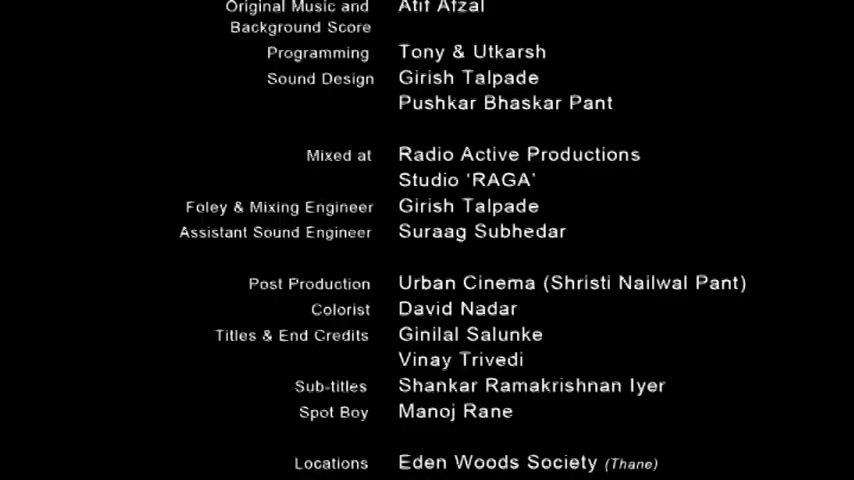 Original Music and Atif Afzal
Background Score
Programming Tony & Utkarsh
Sound Design Girish Talpade
Pushkar Bhaskar Pant
Mixed at Radio Active Productions
Studio 'RAGA'
Foley & Mixing Engineer Girish Talpade
Assistant Sound Engineer Suraag Subhedar
Post Production Urban Cinema (Shristi Nailwal Pant)
Colorist David Nadar
Titles & End Credits Ginilal Salunke
Vinay Trivedi
Sub-titles Shankar Ramakrishnan Iyer
Spot Boy Manoj Rane
Locations Eden Woods Society (Thane)